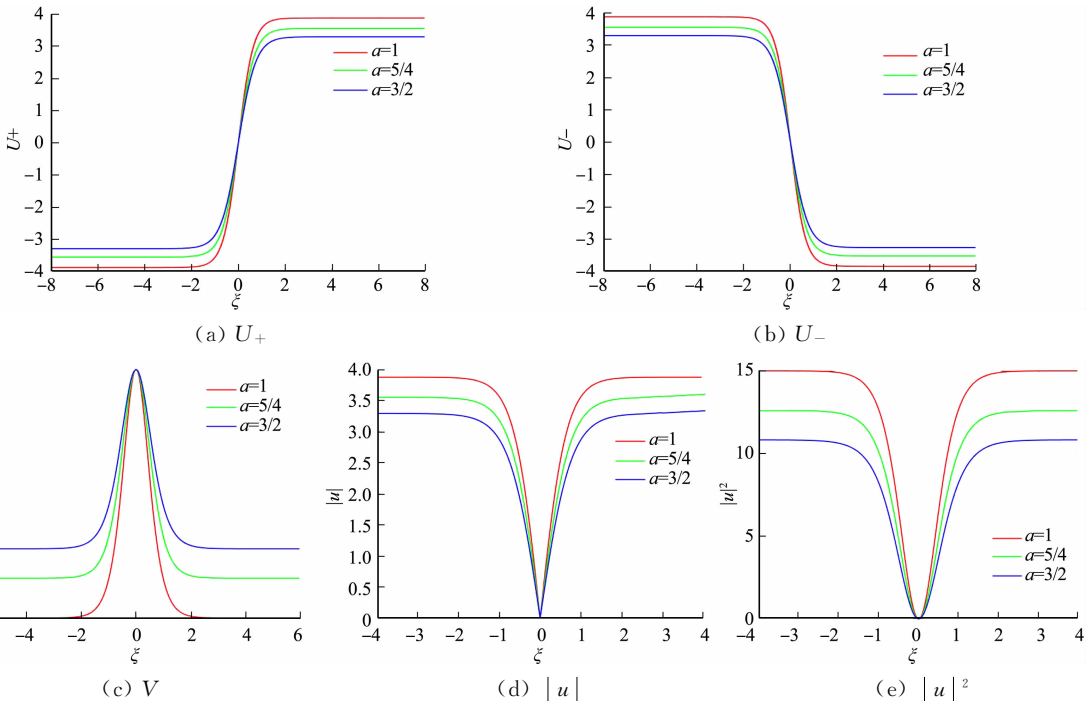 4
3
2
1
0
−1
−2
−3
−4
U+
a=1
a=5/4
a=3/2
−8 −6 −4 −2 0 2 4 6 8
ξ
(a) U₊
4
3
2
1
0
−1
−2
−3
−4
U−
a=1
a=5/4
a=3/2
−8 −6 −4 −2 0 2 4 6 8
ξ
(b) U₋
a=1
a=5/4
a=3/2
−4 −2 0 2 4 6
ξ
(c) V
4.0
3.5
3.0
2.5
2.0
1.5
1.0
0.5
0
|u|
a=1
a=5/4
a=3/2
−4 −3 −2 −1 0 1 2 3 4
ξ
(d) |u|
15
10
5
0
|u|²
a=1
a=5/4
a=3/2
−4 −3 −2 −1 0 1 2 3 4
ξ
(e) |u|²